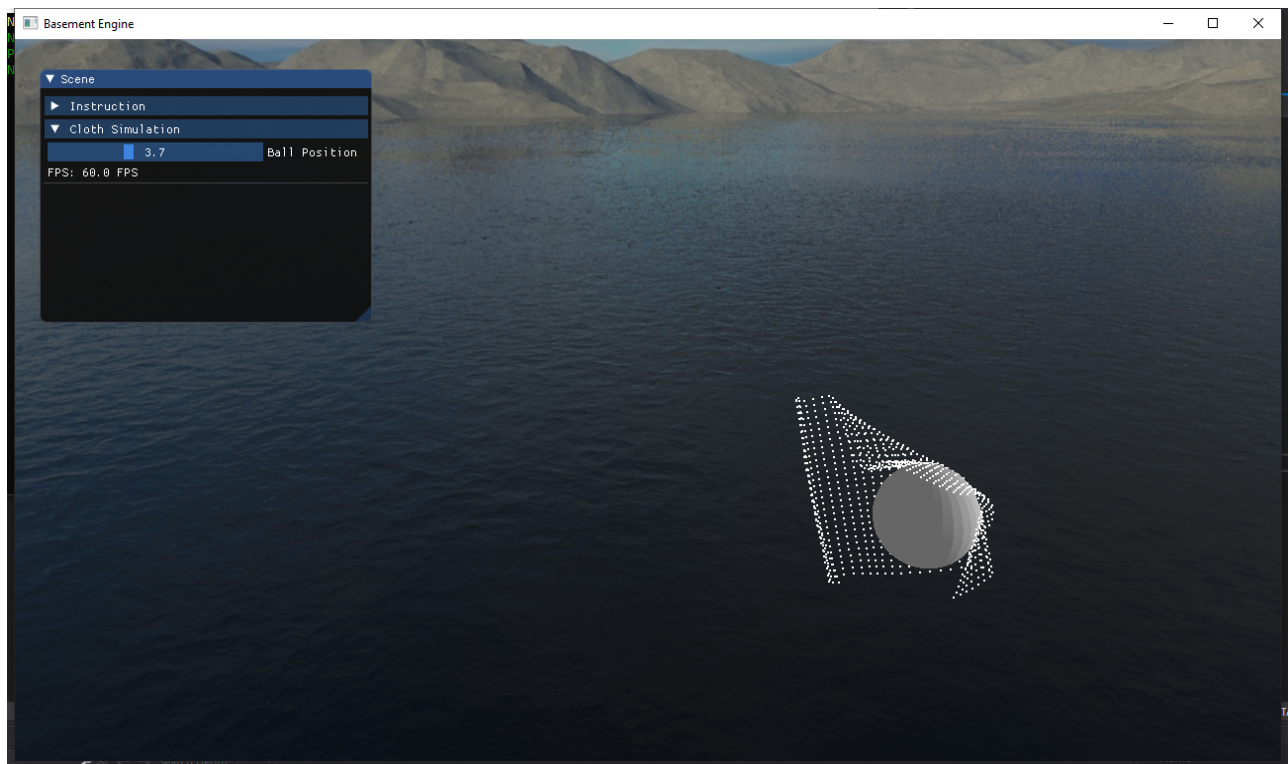 Basement Engine
Scene
Instruction
Cloth Simulation
3.7 Ball Position
FPS: 60.0 FPS